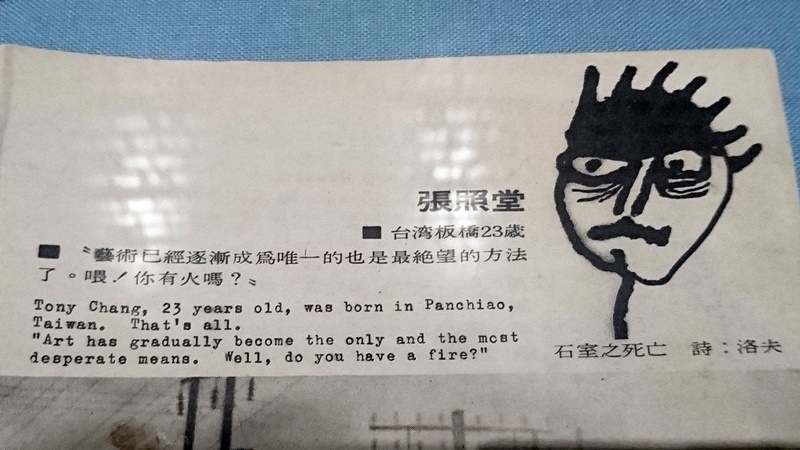 張照堂
■ 台湾板橋23歳
■ 〝藝術已經逐漸成爲唯一的也是最絶望的方法
了。喂！你有火嗎？〟
Tony Chang, 23 years old, was born in Panchiao,
Taiwan. That's all.
"Art has gradually become the only and the most
desperate means. Well, do you have a fire?"
石室之死亡 詩：洛夫